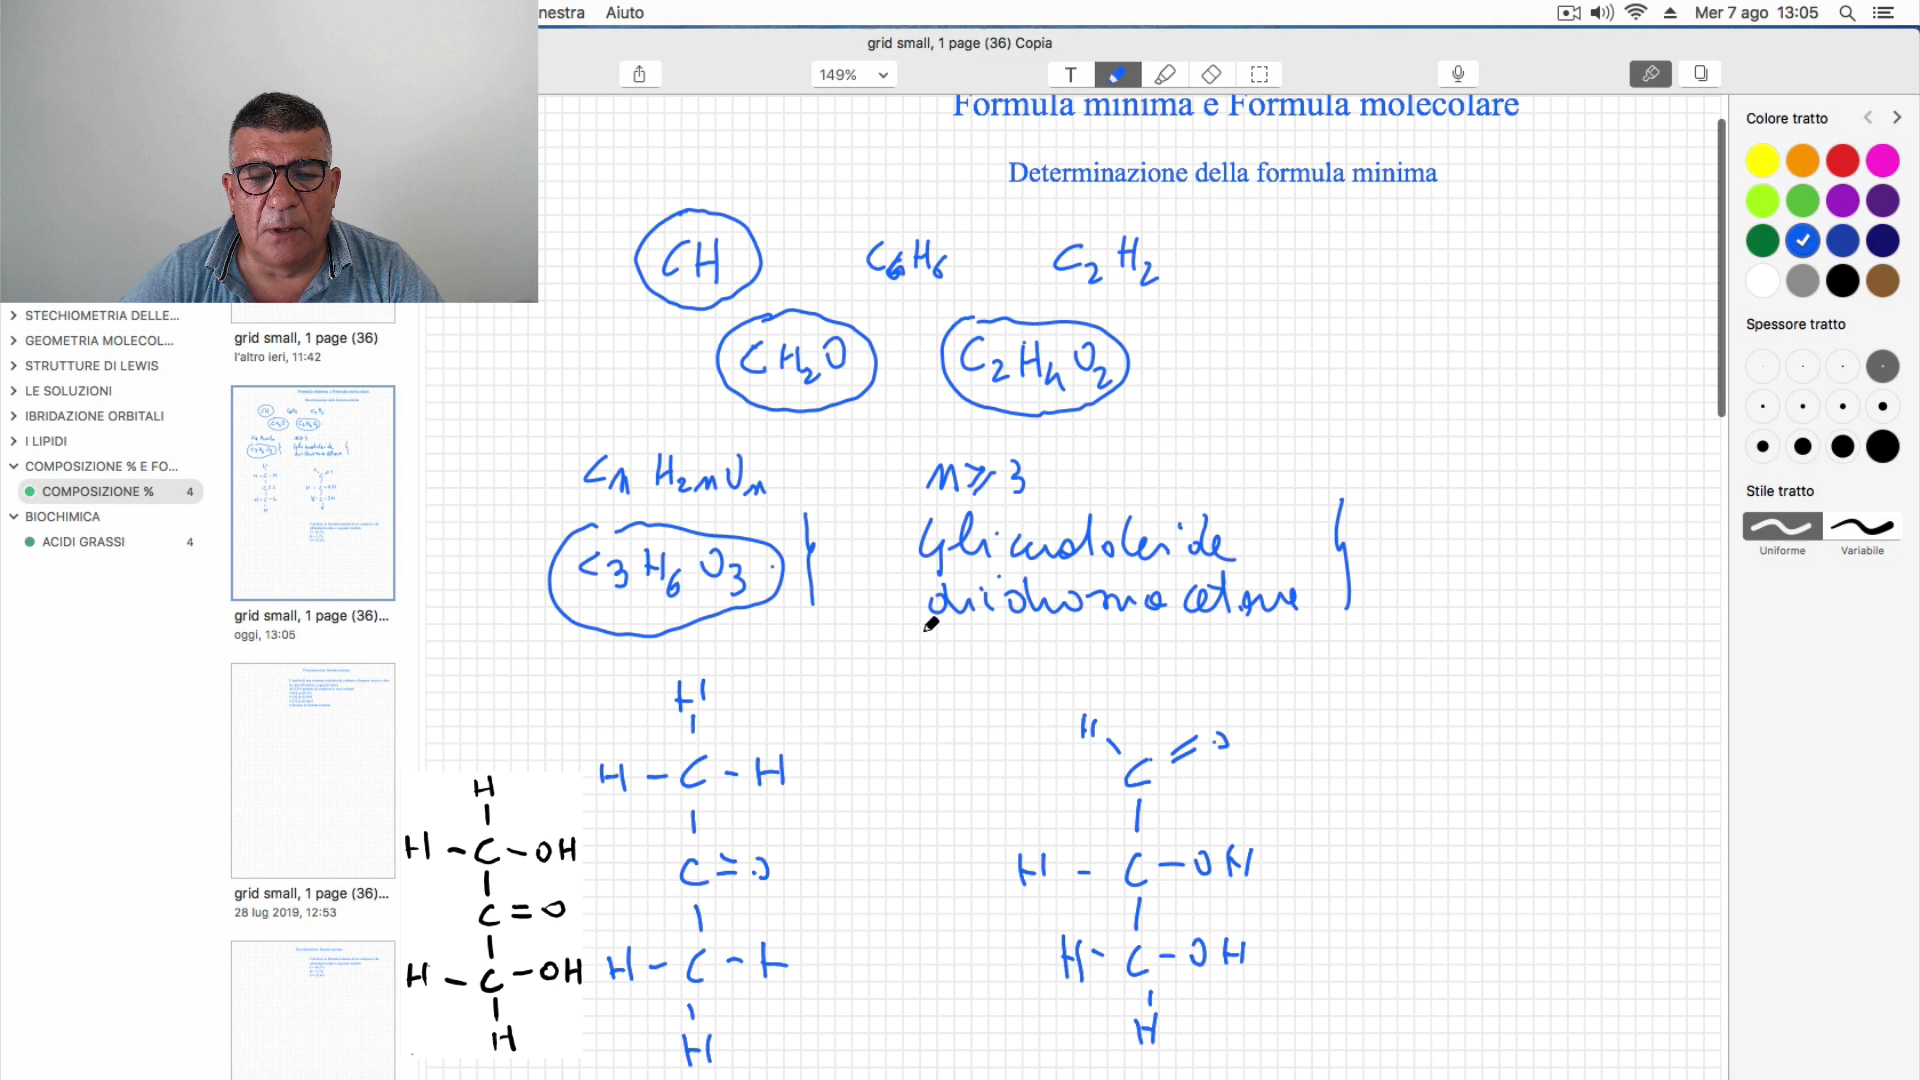 nestra Aiuto Mer 7 ago 13:05
grid small, 1 page (36) Copia
149% T
Formula minima e Formula molecolare
Determinazione della formula minima
CH C6H6 C2H2
CH2O C2H4O2
CnH2nOn n⩾3
C3H6O3 Gliceraldeide
diidrossiacetone
H
H - C - H
C = O
H - C - H
H
H
C = O
H - C - OH
H - C - OH
H
H
H - C - OH
C = O
H - C - OH
H
STECHIOMETRIA DELLE...
GEOMETRIA MOLECOL...
STRUTTURE DI LEWIS
LE SOLUZIONI
IBRIDAZIONE ORBITALI
I LIPIDI
COMPOSIZIONE % E FO...
COMPOSIZIONE % 4
BIOCHIMICA
ACIDI GRASSI 4
grid small, 1 page (36)
l'altro ieri, 11:42
grid small, 1 page (36)...
oggi, 13:05
grid small, 1 page (36)...
28 lug 2019, 12:53
Colore tratto
Spessore tratto
Stile tratto
Uniforme Variabile